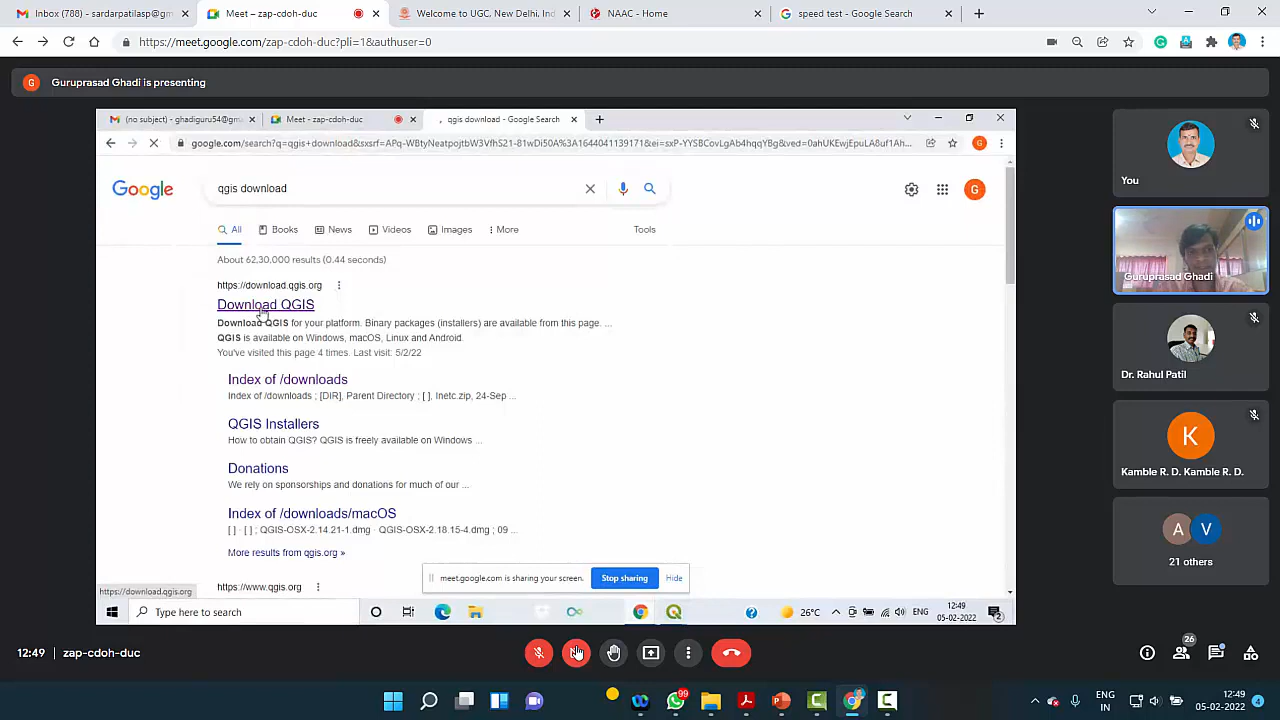 Inbox (788) - sardarpatilasp@gm
Meet – zap-cdoh-duc
Welcome to UGC, New Delhi, Ind
NAAC - Home
speed test - Google Search
https://meet.google.com/zap-cdoh-duc?pli=1&authuser=0
G
Guruprasad Ghadi is presenting
(no subject) - ghadiguru54@gm
Meet - zap-cdoh-duc
qgis download - Google Search
Google
qgis download
G
All
Books
News
Videos
Images
More
Tools
About 62,30,000 results (0.44 seconds)
https://download.qgis.org
Download QGIS
Download QGIS for your platform. Binary packages (installers) are available from this page. ...
QGIS is available on Windows, macOS, Linux and Android.
You've visited this page 4 times. Last visit: 5/2/22
Index of /downloads
Index of /downloads ; [DIR], Parent Directory ; [ ], Inetc.zip, 24-Sep ...
QGIS Installers
How to obtain QGIS? QGIS is freely available on Windows ...
Donations
We rely on sponsorships and donations for much of our ...
Index of /downloads/macOS
[ ] · [ ] ; QGIS-OSX-2.14.21-1.dmg · QGIS-OSX-2.18.15-4.dmg ; 09 ...
More results from qgis.org »
https://www.qgis.org
meet.google.com is sharing your screen.
Stop sharing
Hide
https://download.qgis.org
Type here to search
26°C
ENG
12:49
05-02-2022
2
You
Guruprasad Ghadi
Dr. Rahul Patil
K
Kamble R. D. Kamble R. D.
A
V
21 others
12:49 | zap-cdoh-duc
26
99
ENG
IN
12:49
05-02-2022